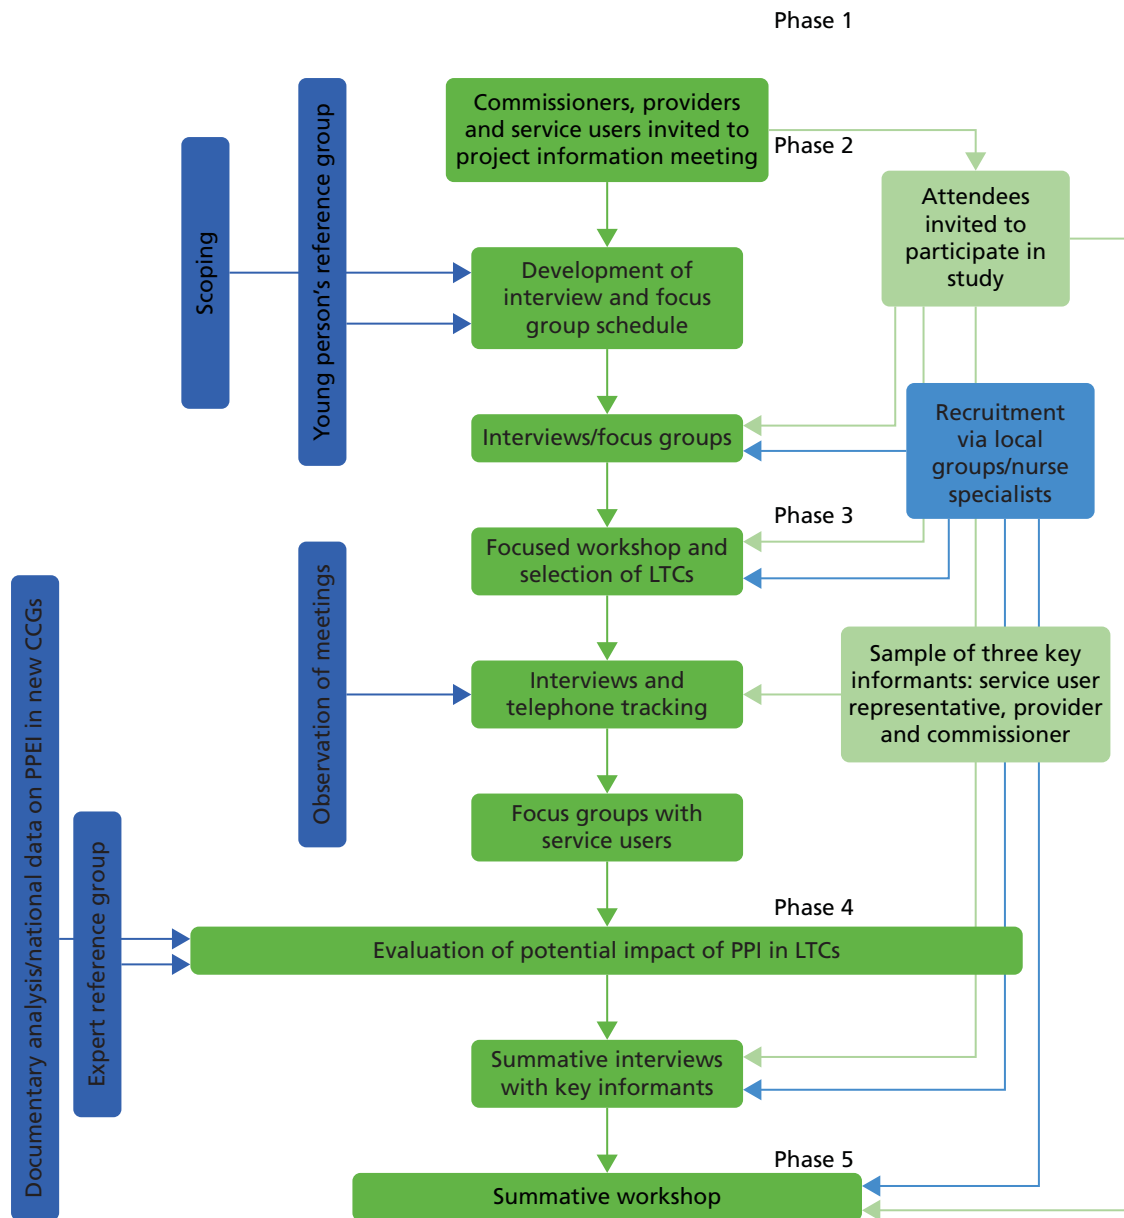 Phase 1
Commissioners, providers
and service users invited to
project information meeting
Phase 2
Attendees
invited to
participate in
study
Scoping
Young person's reference group
Development of
interview and focus
group schedule
Interviews/focus groups
Recruitment
via local
groups/nurse
specialists
Phase 3
Focused workshop and
selection of LTCs
Observation of meetings
Interviews and
telephone tracking
Sample of three key
informants: service user
representative, provider
and commissioner
Focus groups with
service users
Documentary analysis/national data on PPEI in new CCGs
Expert reference group
Phase 4
Evaluation of potential impact of PPI in LTCs
Summative interviews
with key informants
Phase 5
Summative workshop